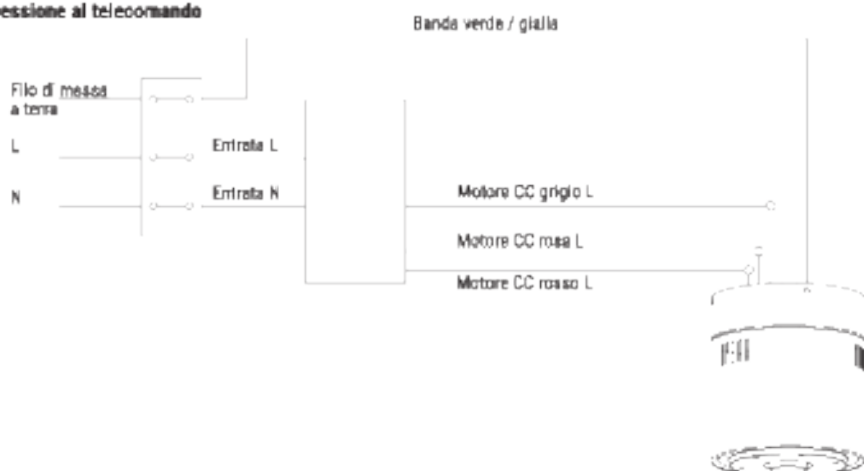 essione al telecomando
Banda verde / gialla
Filo di massa
a terra
L
Entrata L
N
Entrata N
Motore CC grigio L
Motore CC rosa L
Motore CC rosso L